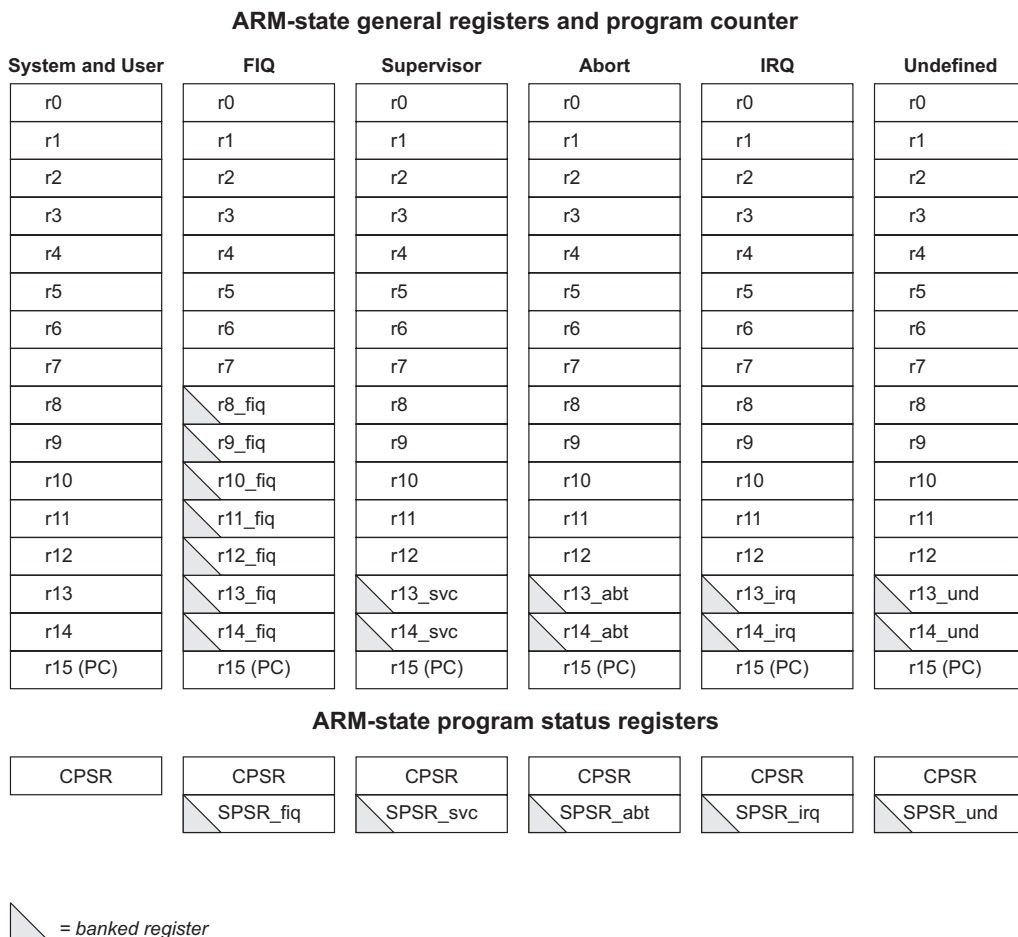 ARM-state general registers and program counter
System and User FIQ Supervisor Abort IRQ Undefined
r0 r0 r0 r0 r0 r0
r1 r1 r1 r1 r1 r1
r2 r2 r2 r2 r2 r2
r3 r3 r3 r3 r3 r3
r4 r4 r4 r4 r4 r4
r5 r5 r5 r5 r5 r5
r6 r6 r6 r6 r6 r6
r7 r7 r7 r7 r7 r7
r8 r8_fiq r8 r8 r8 r8
r9 r9_fiq r9 r9 r9 r9
r10 r10_fiq r10 r10 r10 r10
r11 r11_fiq r11 r11 r11 r11
r12 r12_fiq r12 r12 r12 r12
r13 r13_fiq r13_svc r13_abt r13_irq r13_und
r14 r14_fiq r14_svc r14_abt r14_irq r14_und
r15 (PC) r15 (PC) r15 (PC) r15 (PC) r15 (PC) r15 (PC)
ARM-state program status registers
CPSR CPSR CPSR CPSR CPSR CPSR
SPSR_fiq SPSR_svc SPSR_abt SPSR_irq SPSR_und
= banked register